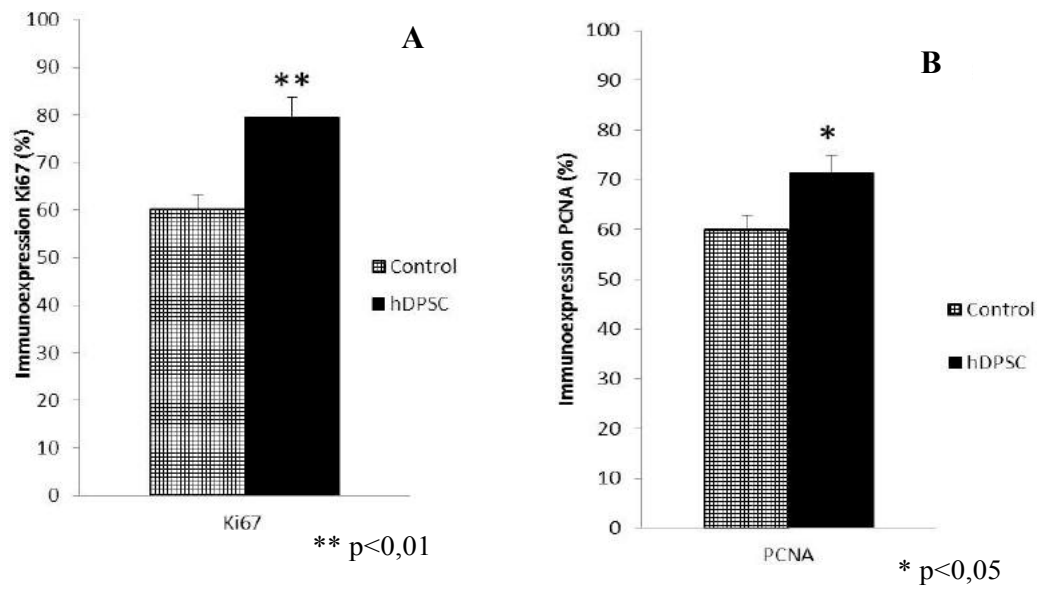 A
Immunoexpression Ki67 (%)
100
90
80
70
60
50
40
30
20
10
0
**
Control
hDPSC
Ki67
** p<0,01
B
Immunoexpression PCNA (%)
100
90
80
70
60
50
40
30
20
10
0
*
Control
hDPSC
PCNA
* p<0,05